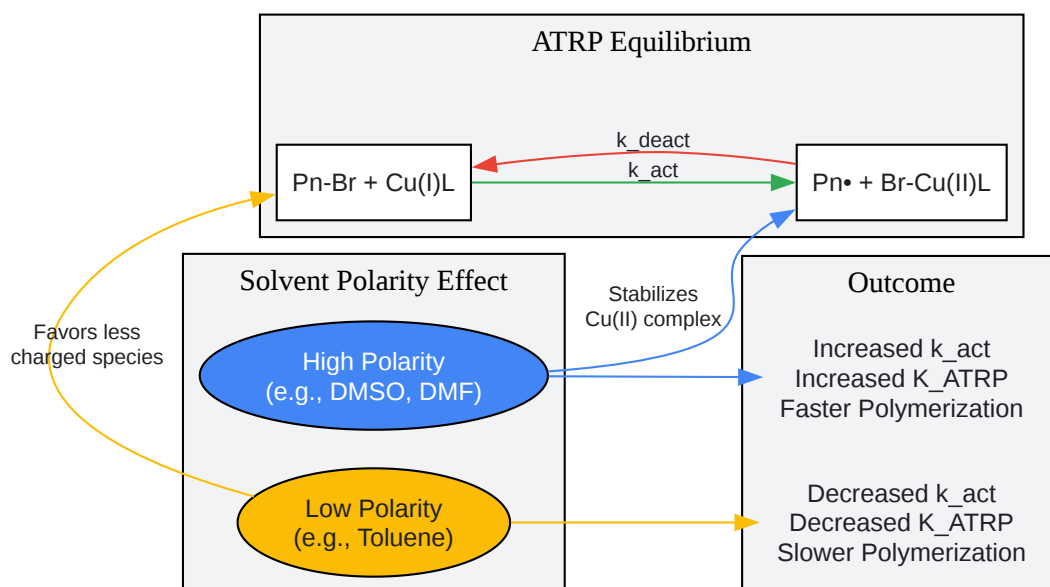 ATRP Equilibrium
k_deact
k_act
Pn-Br + Cu(I)L
Pn• + Br-Cu(II)L
Solvent Polarity Effect
Favors less
charged species
High Polarity
(e.g., DMSO, DMF)
Low Polarity
(e.g., Toluene)
Stabilizes
Cu(II) complex
Outcome
Increased k_act
Increased K_ATRP
Faster Polymerization
Decreased k_act
Decreased K_ATRP
Slower Polymerization